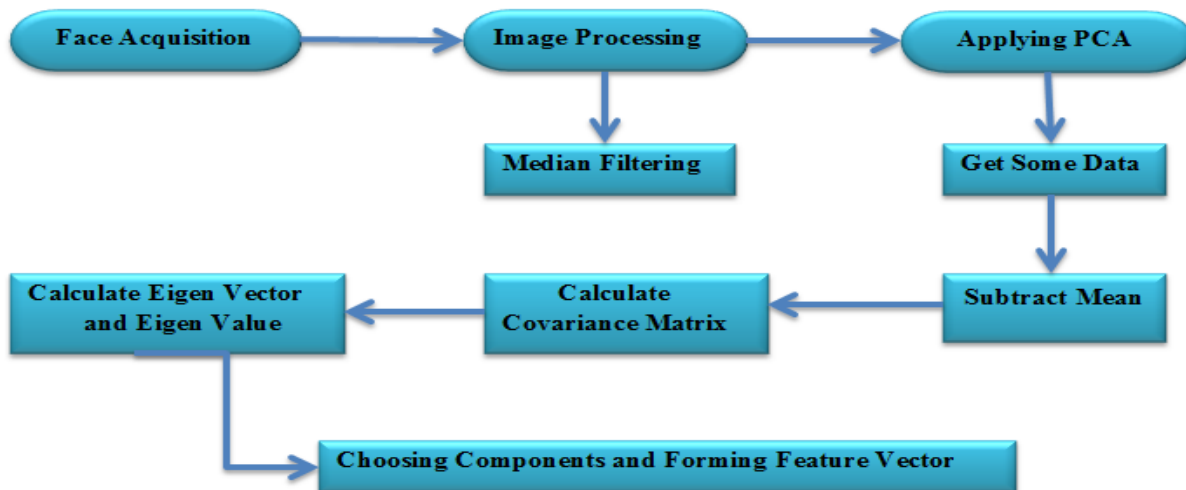 Face Acquisition
Image Processing
Applying PCA
Median Filtering
Get Some Data
Calculate Eigen Vector
and Eigen Value
Calculate
Covariance Matrix
Subtract Mean
Choosing Components and Forming Feature Vector